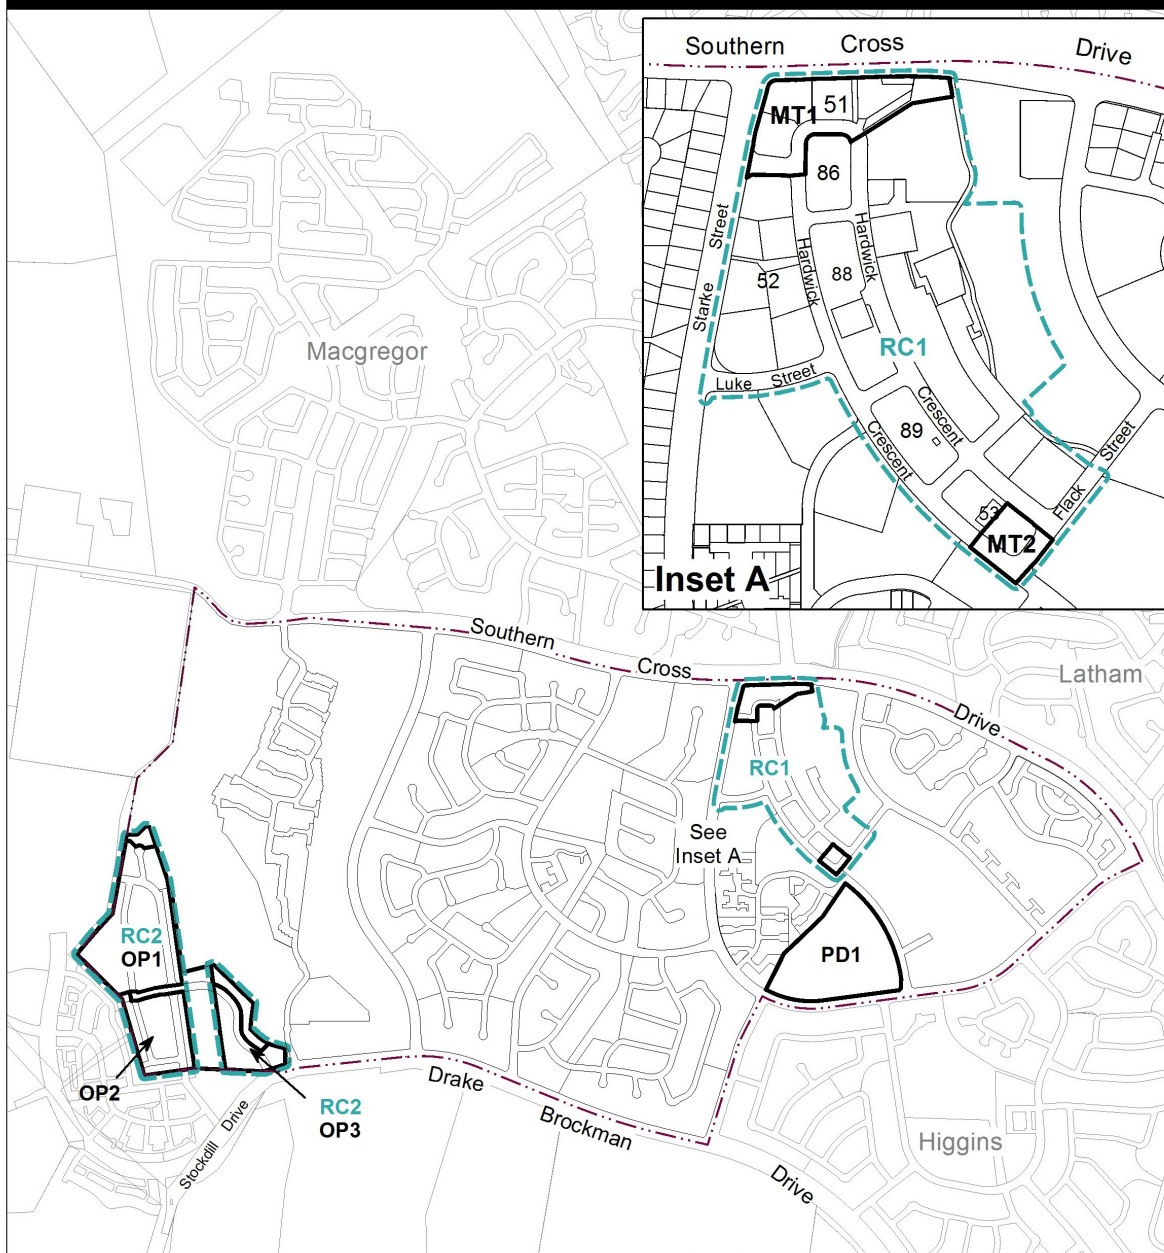 Southern Cross Drive
MT1
51
86
Starke Street
Hardwick
Hardwick
52
88
RC1
Luke Street
Crescent
Crescent
89
Flack Street
53
MT2
Inset A
Macgregor
Southern Cross Drive
Latham
RC1
See
Inset A
RC2
OP1
PD1
OP2
RC2
OP3
Stockdill Drive
Drake Brockman Drive
Higgins